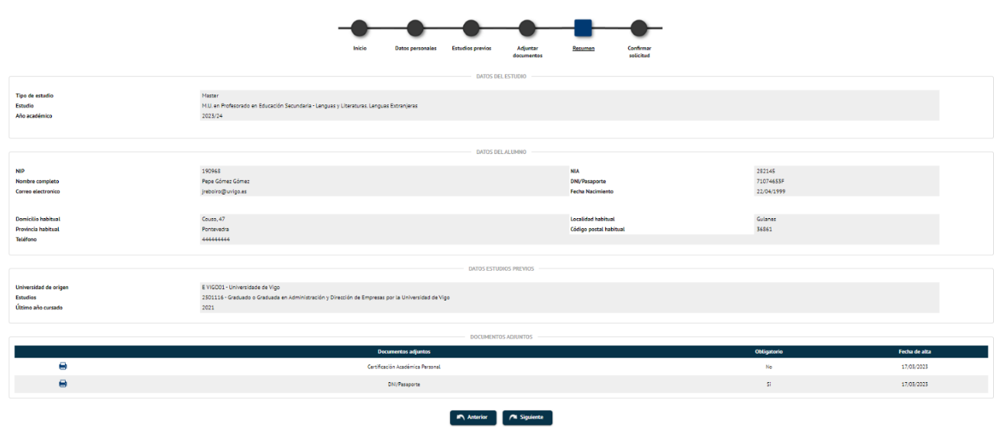 Inicio
Datos personales
Estudios previos
Adjuntar
documentos
Resumen
Confirmar
solicitud
DATOS DEL ESTUDIO
Tipo de estudio Master
Estudio M.U. en Profesorado en Educación Secundaria - Lenguas y Literaturas. Lenguas Extranjeras
Año académico 2023/24
DATOS DEL ALUMNO
NIP 190968 NIA 282145
Nombre completo Pepe Gómez Gómez DNI/Pasaporte 71074655F
Correo electronico jreboiro@uvigo.es Fecha Nacimiento 22/04/1999
Domicilio habitual Couso, 47 Localidad habitual Gulanes
Provincia habitual Pontevedra Código postal habitual 36861
Teléfono 444444444
DATOS ESTUDIOS PREVIOS
Universidad de origen E VIGO01 - Universidade de Vigo
Estudios 2501116 - Graduado o Graduada en Administración y Dirección de Empresas por la Universidad de Vigo
Último año cursado 2021
DOCUMENTOS ADJUNTOS
Documentos adjuntos Obligatorio Fecha de alta
Certificación Académica Personal No 17/03/2023
DNI/Pasaporte Si 17/03/2023
Anterior Siguiente